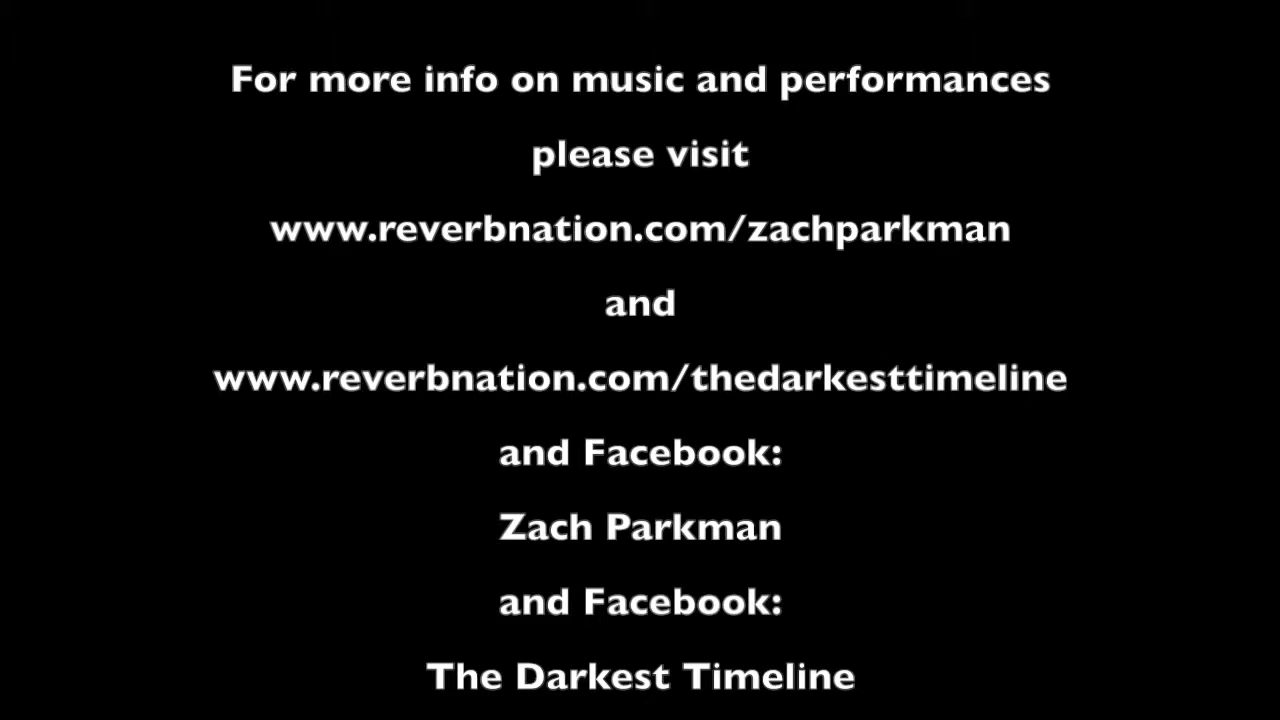 For more info on music and performances
please visit
www.reverbnation.com/zachparkman
and
www.reverbnation.com/thedarkesttimeline
and Facebook:
Zach Parkman
and Facebook:
The Darkest Timeline